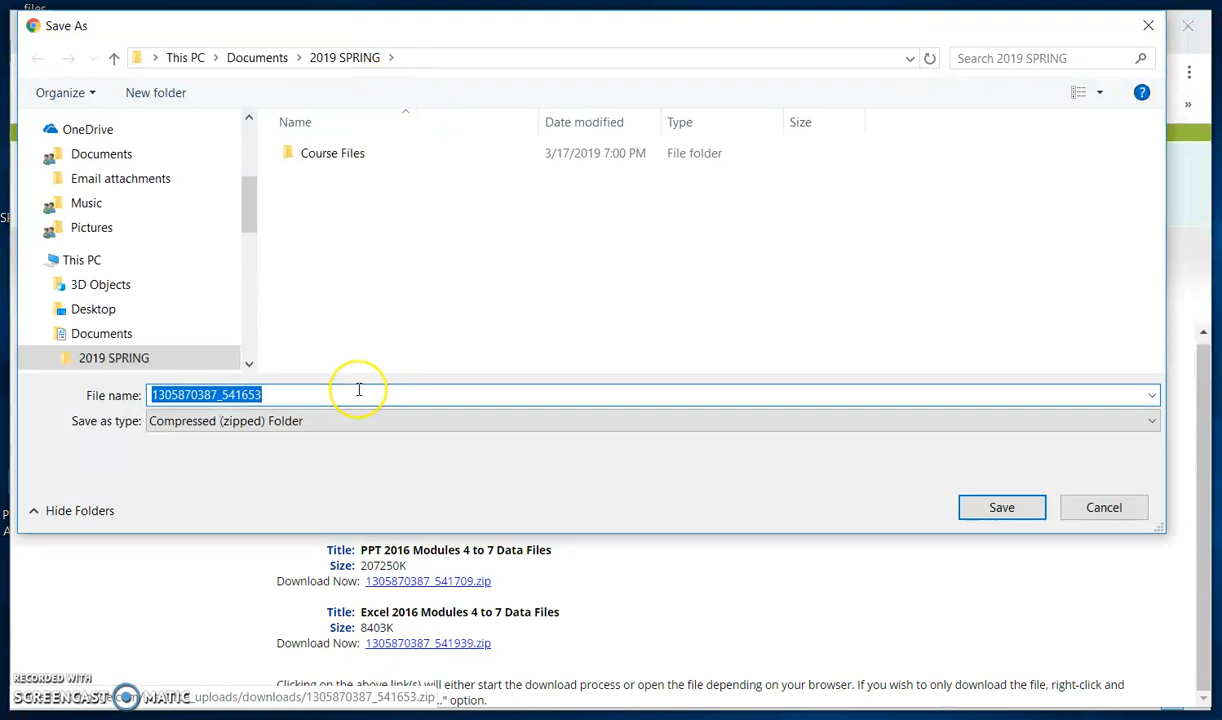 files
Save As
This PC > Documents > 2019 SPRING >
Search 2019 SPRING
Organize
New folder
?
»
OneDrive
Documents
Email attachments
Music
Pictures
This PC
3D Objects
Desktop
Documents
2019 SPRING
Name Date modified Type Size
Course Files 3/17/2019 7:00 PM File folder
File name: 1305870387_541653
Save as type: Compressed (zipped) Folder
Hide Folders
Save
Cancel
Title: PPT 2016 Modules 4 to 7 Data Files
Size: 207250K
Download Now: 1305870387_541709.zip
Title: Excel 2016 Modules 4 to 7 Data Files
Size: 8403K
Download Now: 1305870387_541939.zip
Clicking on the above link(s) will either start the download process or open the file depending on your browser. If you wish to only download the file, right-click and
.." option.
RECORDED WITH
SCREENCAST MATIC
_uploads/downloads/1305870387_541653.zip